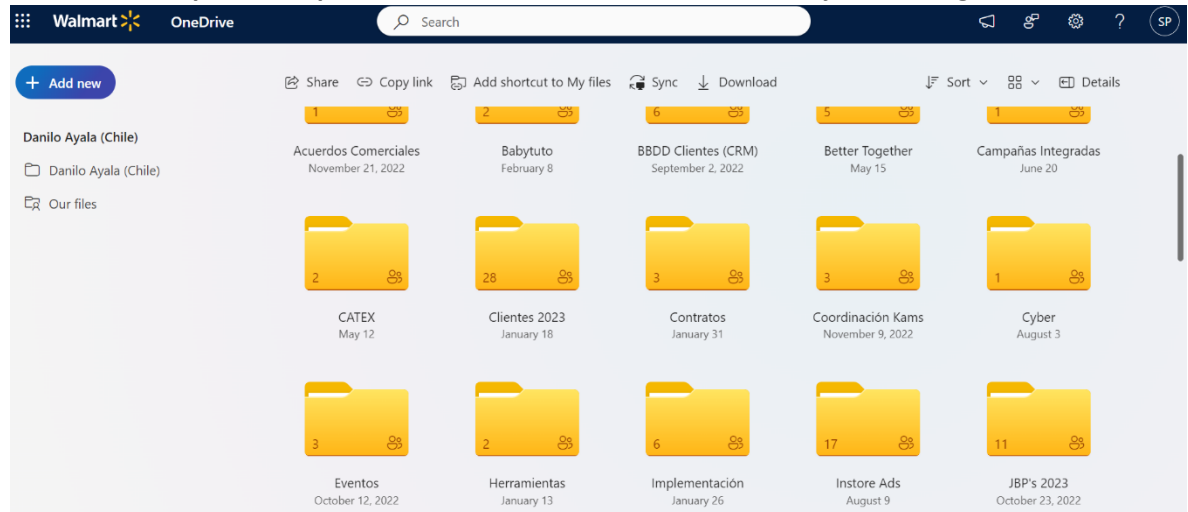 Walmart OneDrive Search ? SP
+ Add new
Share Copy link Add shortcut to My files Sync Download Sort Details
Danilo Ayala (Chile)
Danilo Ayala (Chile)
Our files
1 2 6 5 1
Acuerdos Comerciales Babytuto BBDD Clientes (CRM) Better Together Campañas Integradas
November 21, 2022 February 8 September 2, 2022 May 15 June 20
2 28 3 3 1
CATEX Clientes 2023 Contratos Coordinación Kams Cyber
May 12 January 18 January 31 November 9, 2022 August 3
3 2 6 17 11
Eventos Herramientas Implementación Instore Ads JBP's 2023
October 12, 2022 January 13 January 26 August 9 October 23, 2022